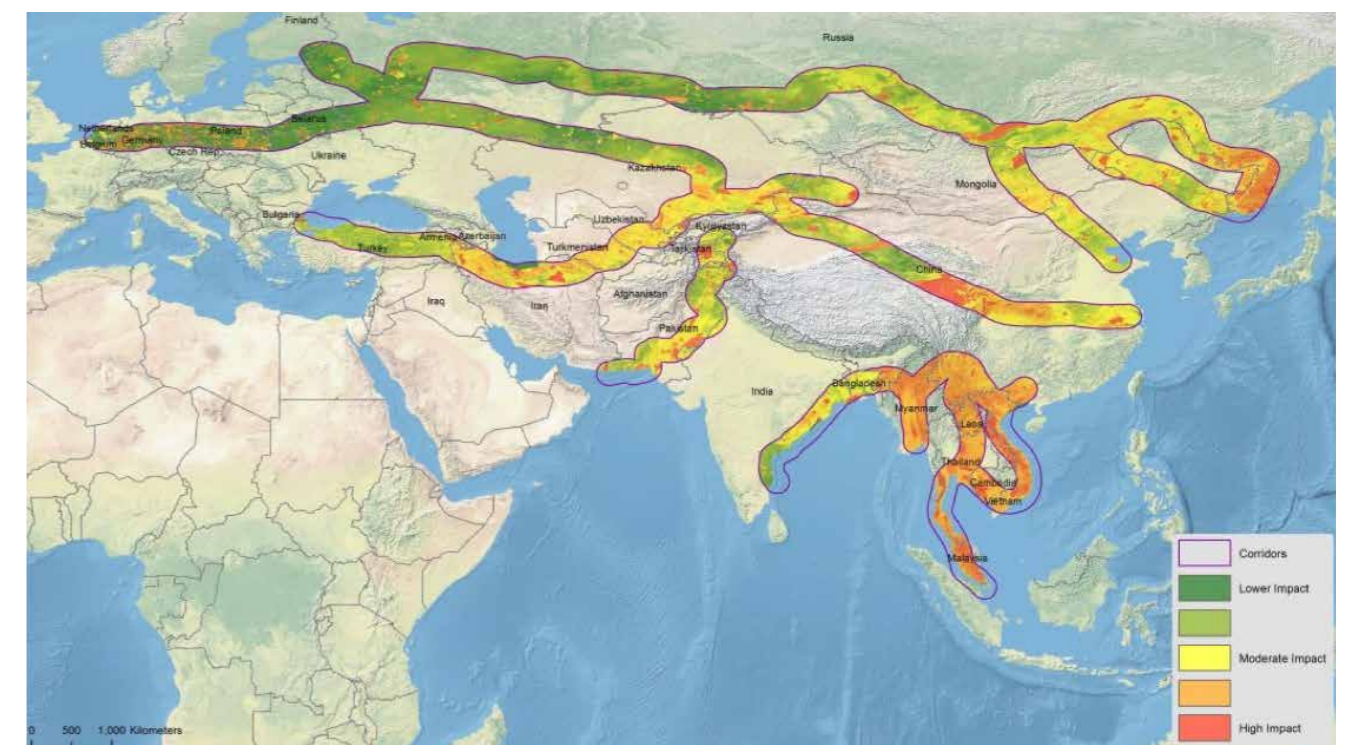 Finland
Russia
Netherlands
Belgium
Germany
Poland
Belarus
Czech Rep.
Ukraine
Kazakhstan
Mongolia
Bulgaria
Turkey
Armenia
Azerbaijan
Uzbekistan
Turkmenistan
Kyrgyzstan
Tajikistan
China
Iraq
Iran
Afghanistan
Pakistan
India
Bangladesh
Myanmar
Laos
Thailand
Cambodia
Vietnam
Malaysia
Corridors
Lower Impact
Moderate Impact
High Impact
0 500 1,000 Kilometers